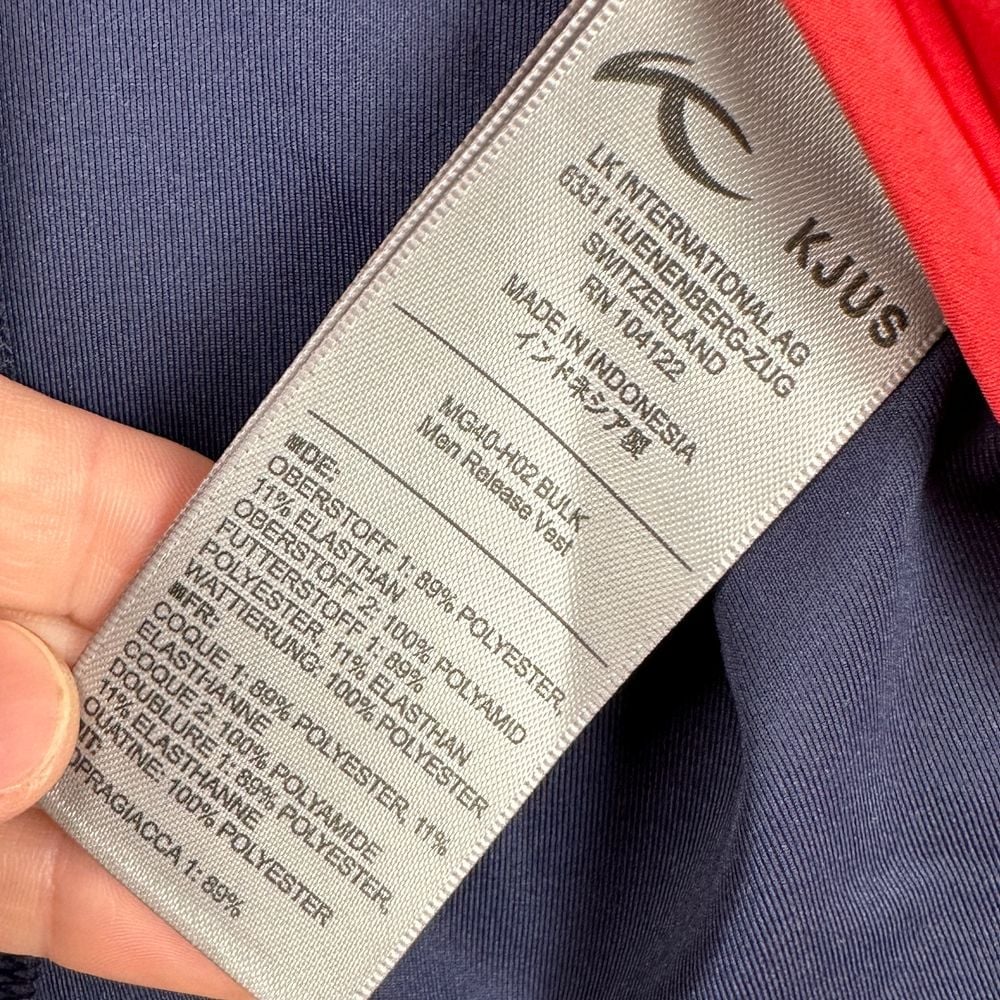 KJUS
LK INTERNATIONAL AG
6331 HUENENBERG-ZUG
SWITZERLAND
RN 104122
MADE IN INDONESIA
インドネシア製
MG40-H02 BULK
Men Release Vest
DE:
OBERSTOFF 1: 89% POLYESTER,
11% ELASTHAN
OBERSTOFF 2: 100% POLYAMID
FUTTERSTOFF 1: 89%
POLYESTER, 11% ELASTHAN
WATTIERUNG: 100% POLYESTER
FR:
COQUE 1: 89% POLYESTER, 11%
ELASTHANNE
COQUE 2: 100% POLYAMIDE
DOUBLURE 1: 89% POLYESTER,
11% ELASTHANNE
OUATINE: 100% POLYESTER
IT:
OPRAGIACCA 1: 89%